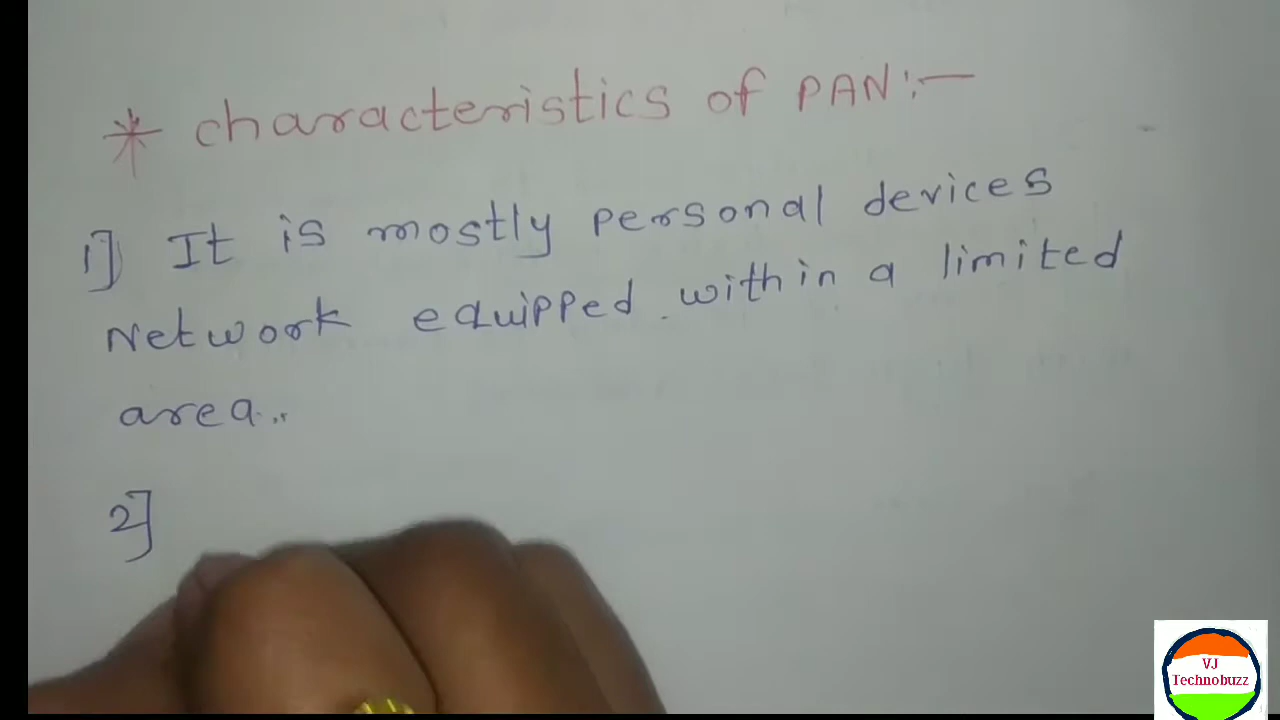 * characteristics of PAN:-
1] It is mostly personal devices
Network equipped within a limited
area..
2]
VJ
Technobuzz